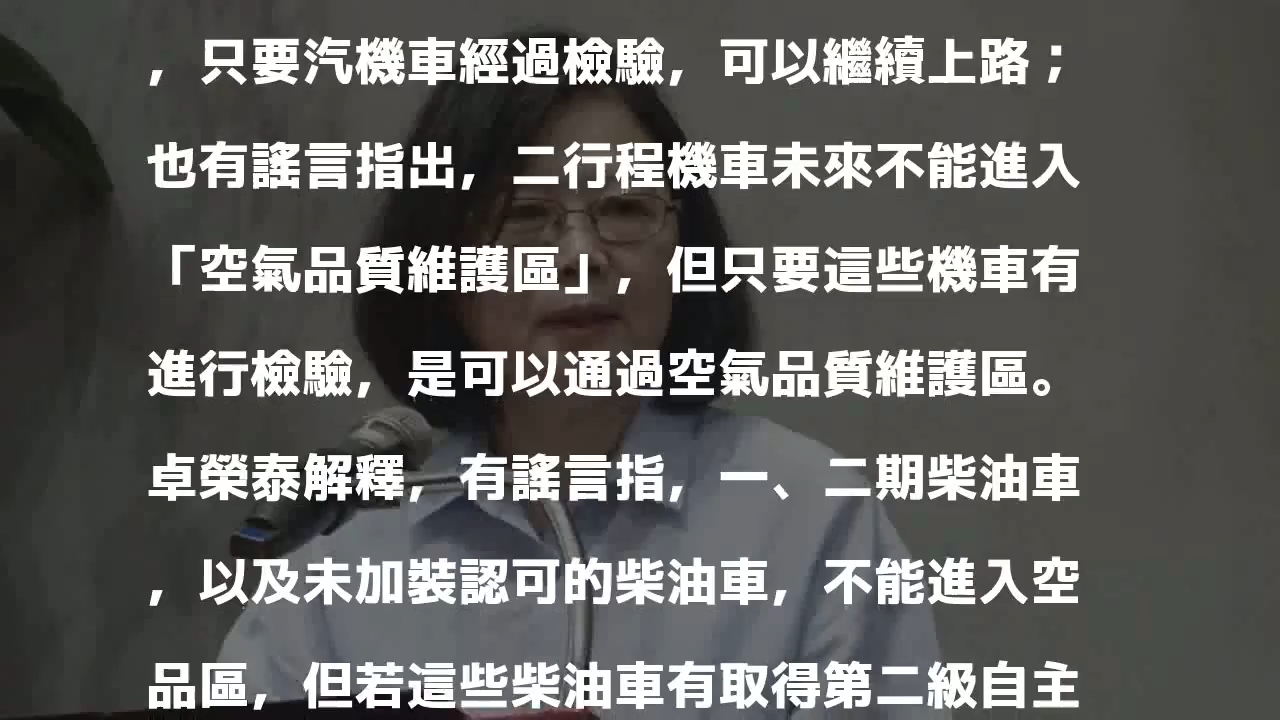 ，只要汽機車經過檢驗，可以繼續上路；
也有謠言指出，二行程機車未來不能進入
「空氣品質維護區」，但只要這些機車有
進行檢驗，是可以通過空氣品質維護區。
卓榮泰解釋，有謠言指，一、二期柴油車
，以及未加裝認可的柴油車，不能進入空
品區，但若這些柴油車有取得第二級自主